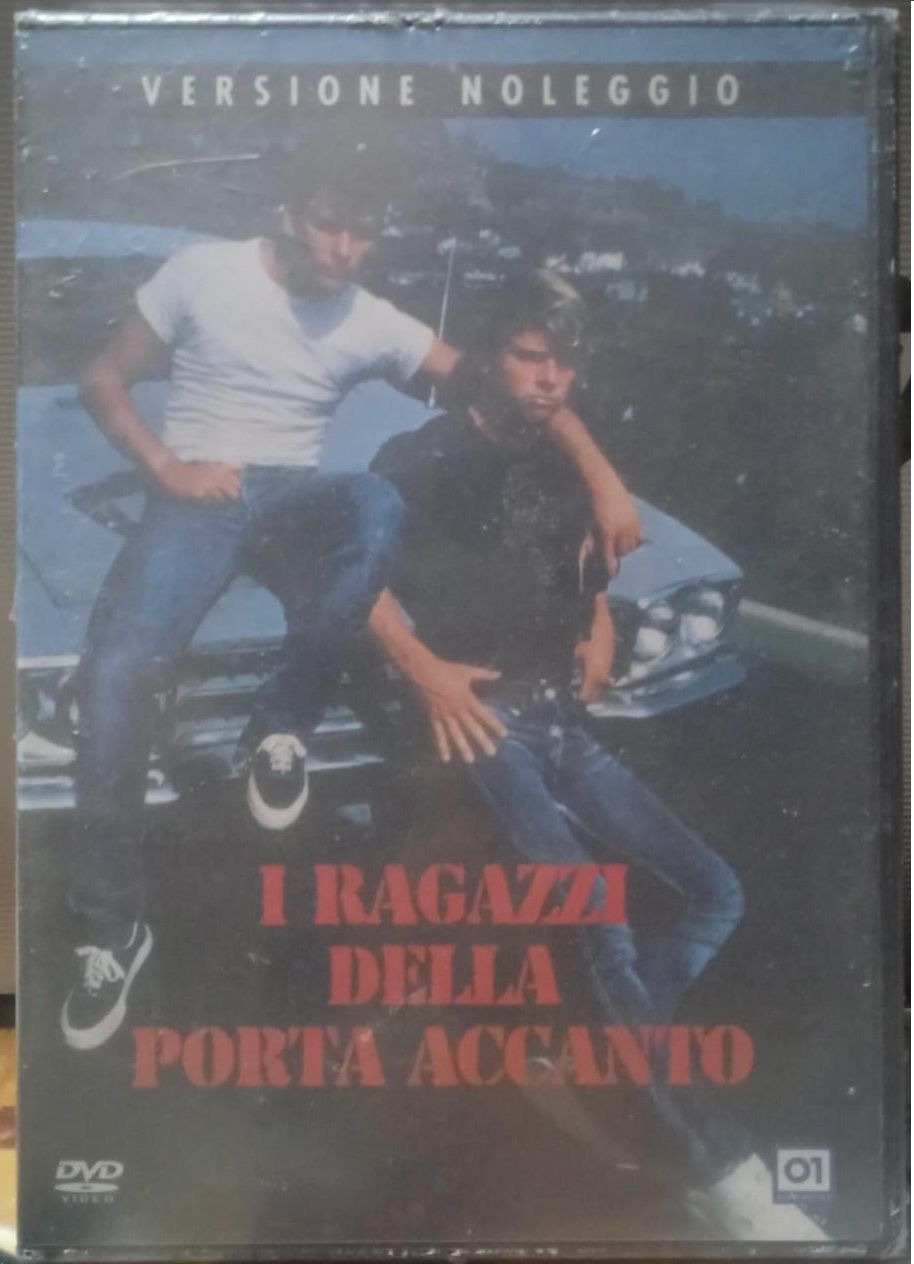 VERSIONE NOLEGGIO
I RAGAZZI
DELLA
PORTA ACCANTO
DVD
VIDEO
01